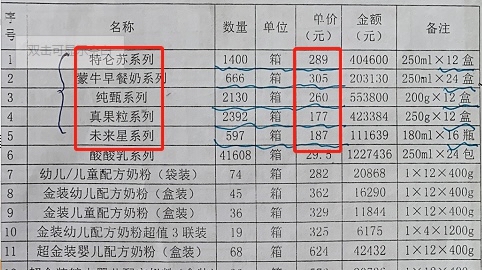 序号 名称 数量 单位 单价(元) 金额(元) 备注
双击可
1 特仑苏系列 1400 箱 289 404600 250ml×12盒
2 蒙牛早餐奶系列 666 箱 305 203130 250ml×24盒
3 纯甄系列 2130 箱 260 553800 200g×12盒
4 真果粒系列 2392 箱 177 423384 250g×12盒
5 未来星系列 597 箱 187 111639 180ml×16瓶
6 酸酸乳系列 41608 箱 29.5 1227436 250ml×24包
7 幼儿/儿童配方奶粉(袋装) 74 箱 282 20868 1×12×400g
8 金装幼儿配方奶粉(盒装) 45 箱 362 16290 1×12×400g
9 金装儿童配方奶粉(盒装) 36 箱 329 11844 1×12×400g
10 金装幼儿配方奶粉超值3联装 19 箱 325 6175 1×4×1200g
11 超金装婴儿配方奶粉(盒装) 68 箱 624 42432 1×12×400g